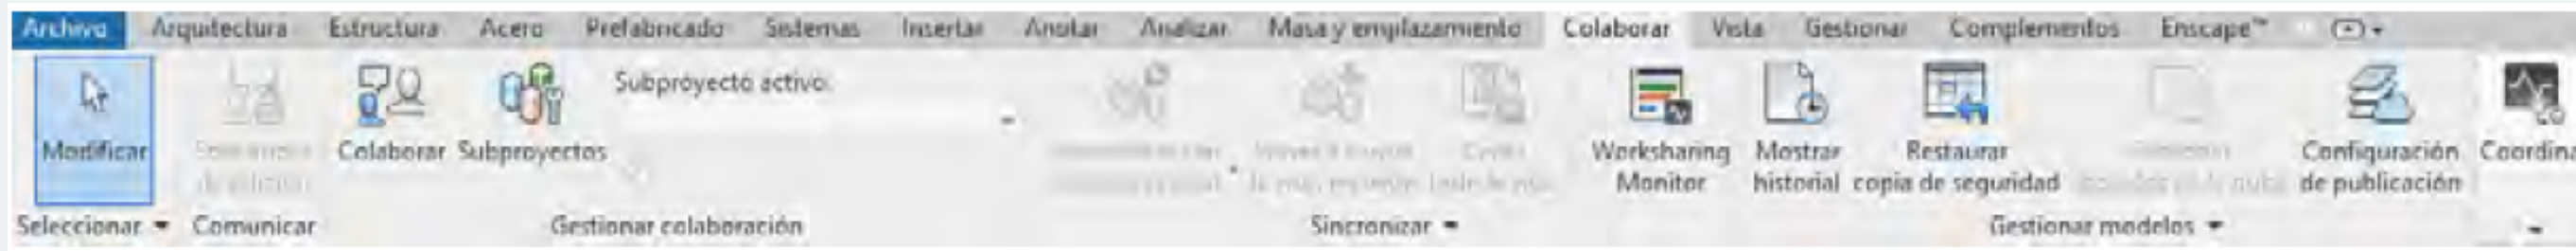 Archivo Arquitectura Estructura Acero Prefabricado Sistemas Insertar Anotar Analizar Masa y emplazamiento Colaborar Vista Gestionar Complementos Enscape™
Subproyecto activo:
Modificar Colaborar Subproyectos Worksharing Mostrar Restaurar Configuración Coordina
Monitor historial copia de seguridad de publicación
Seleccionar Comunicar Gestionar colaboración Sincronizar Gestionar modelos